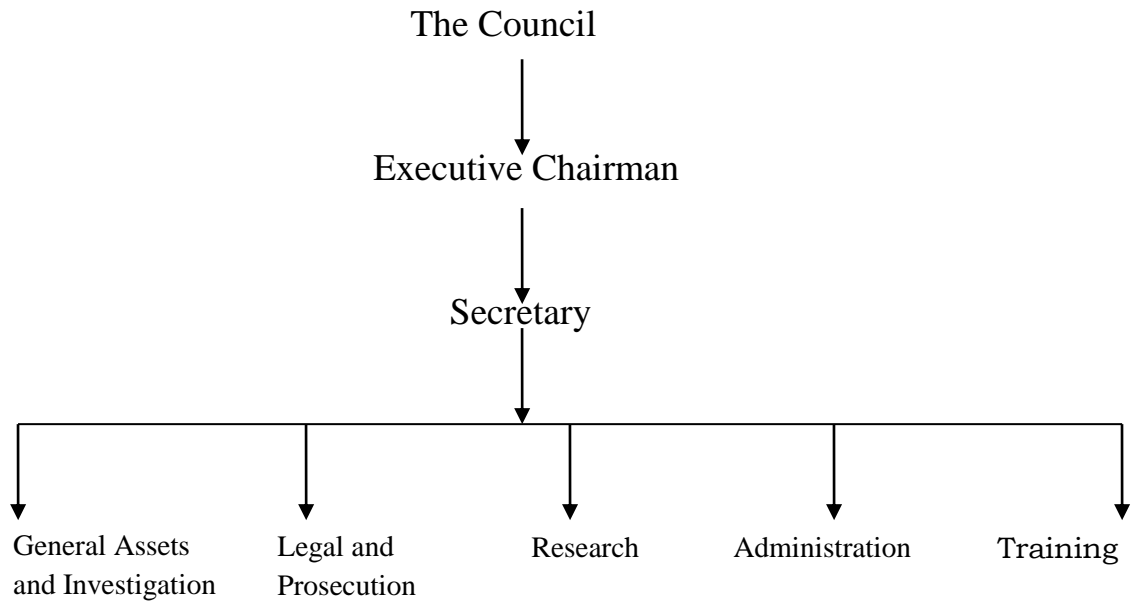 The Council
Executive Chairman
Secretary
General Assets
and Investigation
Legal and
Prosecution
Research
Administration
Training